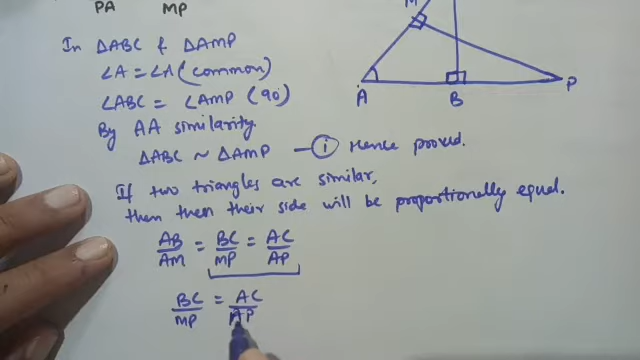 PA MP
In ΔABC & ΔAMP
∠A = ∠A (common)
∠ABC = ∠AMP (90)
By AA similarity
ΔABC ~ ΔAMP — (i) Hence proved.
If two triangles are similar,
them then their side will be proportionally equal.
AB/AM = BC/MP = AC/AP
BC/MP = AC/AP
M
A
B
P